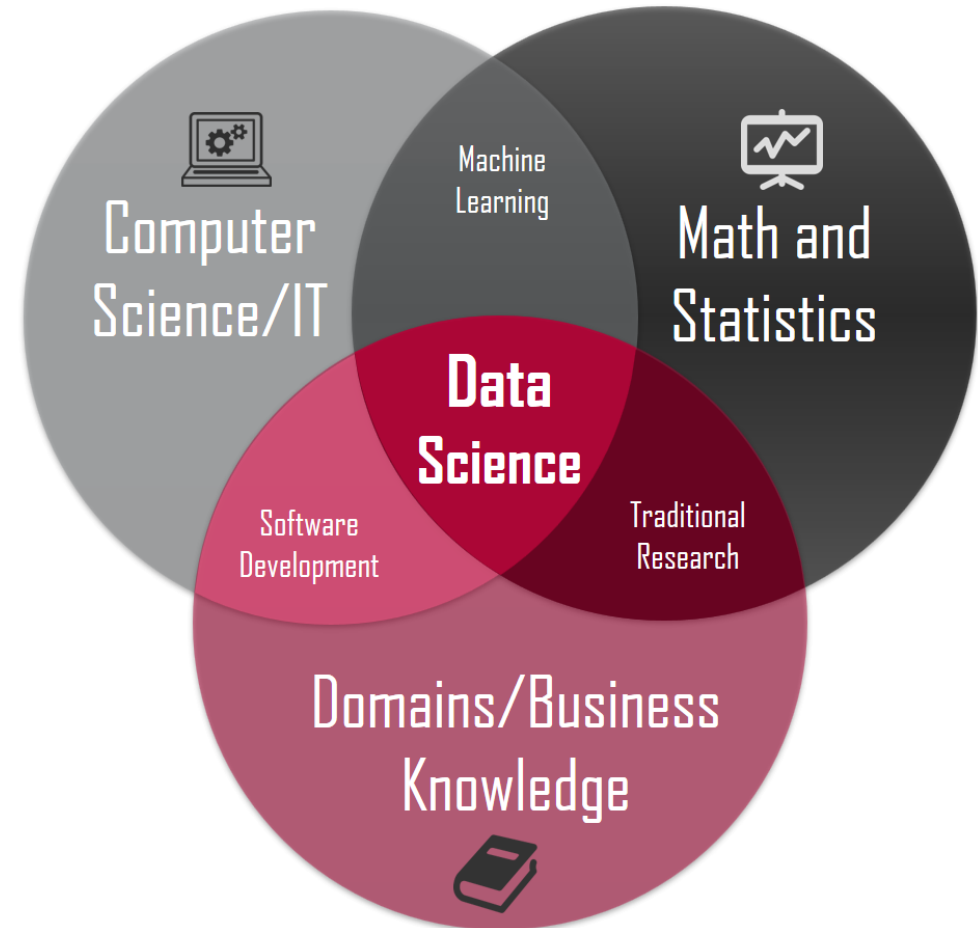 Machine
Learning
Computer
Science/IT
Math and
Statistics
Data
Science
Software
Development
Traditional
Research
Domains/Business
Knowledge